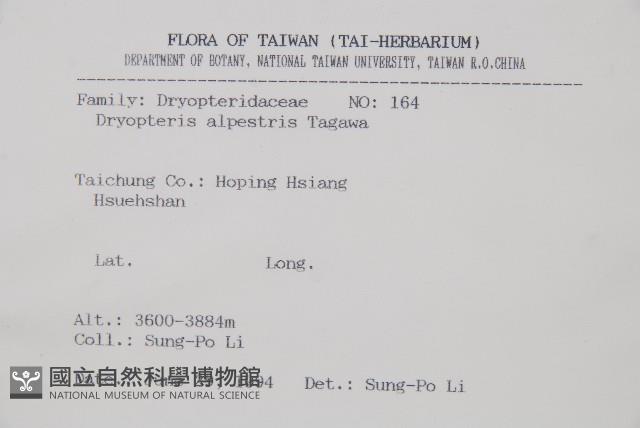 FLORA OF TAIWAN (TAI-HERBARIUM)
DEPARTMENT OF BOTANY, NATIONAL TAIWAN UNIVERSITY, TAIWAN R.O.CHINA
Family: Dryopteridaceae NO: 164
Dryopteris alpestris Tagawa
Taichung Co.: Hoping Hsiang
Hsuehshan
Lat. Long.
Alt.: 3600-3884m
Coll.: Sung-Po Li
Det.: Sung-Po Li
國立自然科學博物館
NATIONAL MUSEUM OF NATURAL SCIENCE